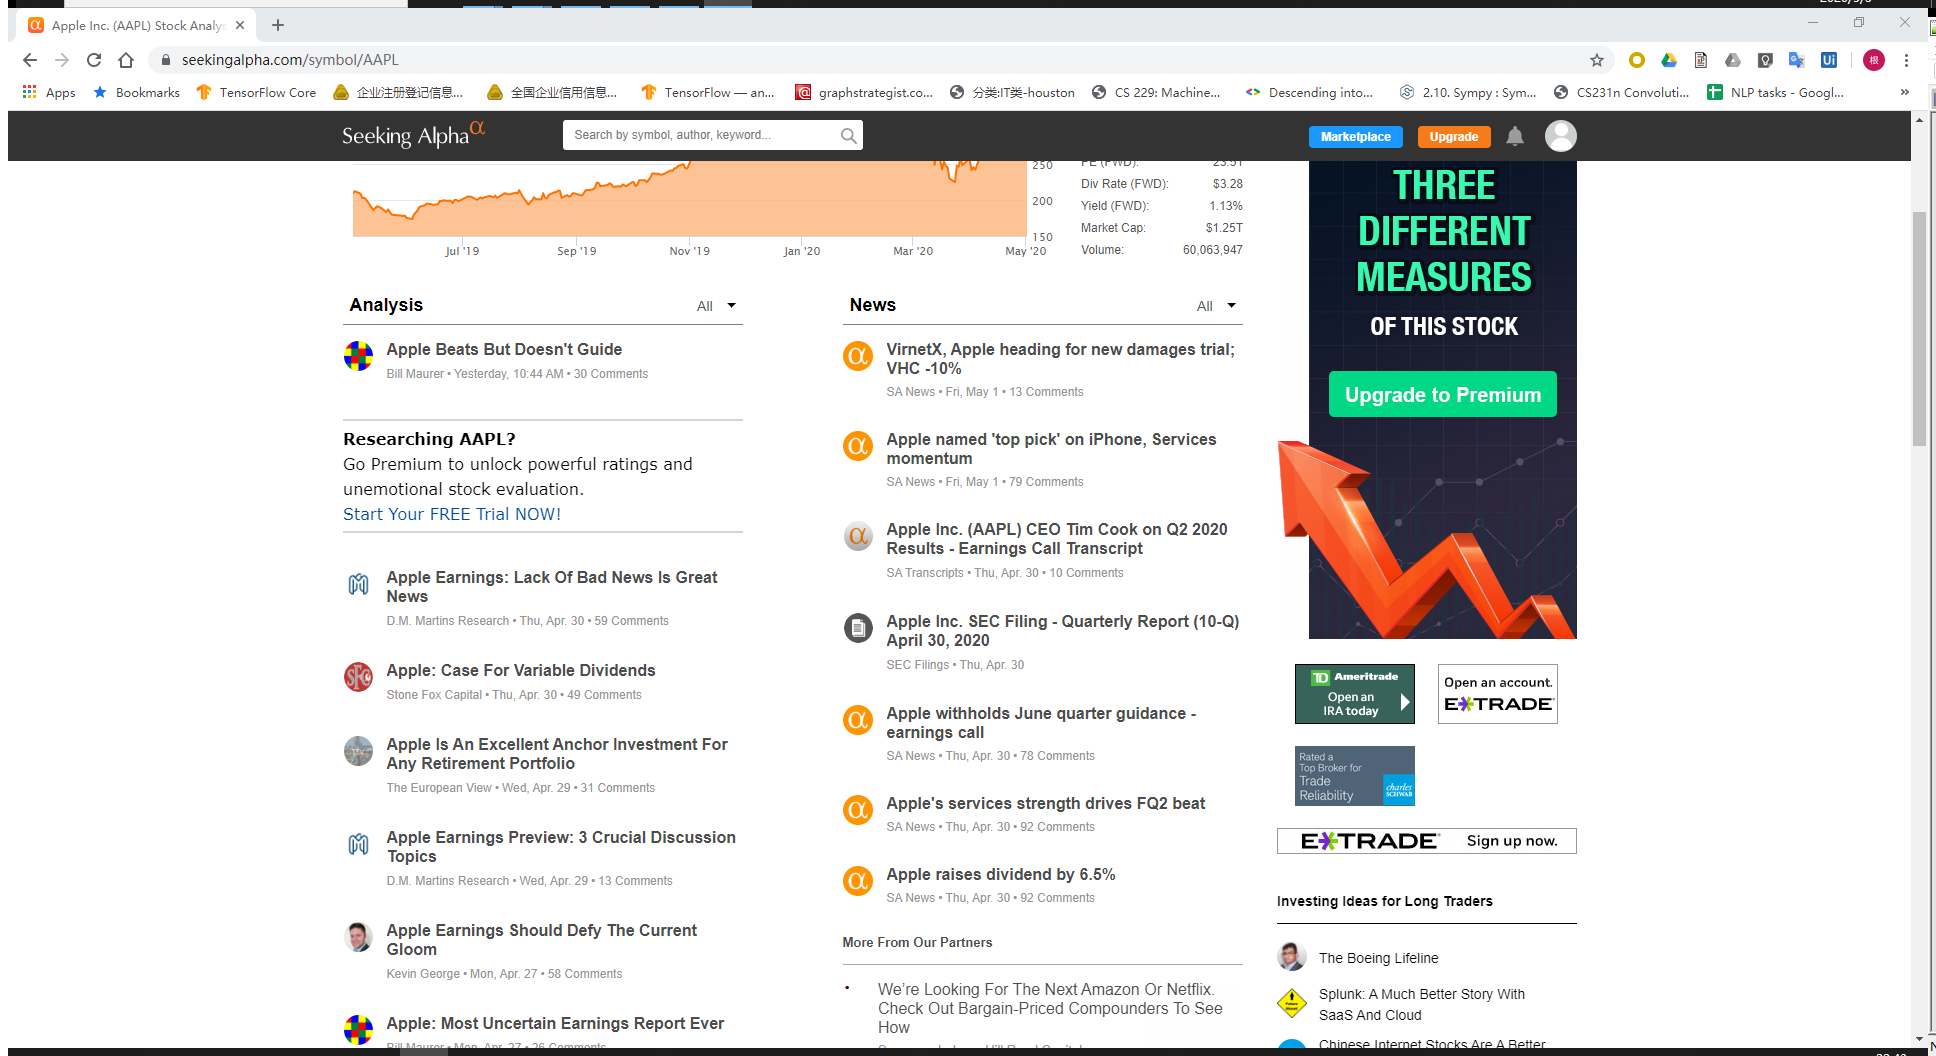 Apple Inc. (AAPL) Stock Analys
seekingalpha.com/symbol/AAPL
Apps
Bookmarks
TensorFlow Core
企业注册登记信息...
全国企业信用信息...
TensorFlow — an...
graphstrategist.co...
分类:IT类-houston
CS 229: Machine...
Descending into...
2.10. Sympy : Sym...
CS231n Convoluti...
NLP tasks - Googl...
»
Seeking Alpha α
Search by symbol, author, keyword...
Marketplace
Upgrade
250
200
150
Jul '19
Sep '19
Nov '19
Jan '20
Mar '20
May '20
PE (FWD): 23.51
Div Rate (FWD): $3.28
Yield (FWD): 1.13%
Market Cap: $1.25T
Volume: 60,063,947
Analysis
All
Apple Beats But Doesn't Guide
Bill Maurer • Yesterday, 10:44 AM • 30 Comments
Researching AAPL?
Go Premium to unlock powerful ratings and
unemotional stock evaluation.
Start Your FREE Trial NOW!
Apple Earnings: Lack Of Bad News Is Great
News
D.M. Martins Research • Thu, Apr. 30 • 59 Comments
Apple: Case For Variable Dividends
Stone Fox Capital • Thu, Apr. 30 • 49 Comments
Apple Is An Excellent Anchor Investment For
Any Retirement Portfolio
The European View • Wed, Apr. 29 • 31 Comments
Apple Earnings Preview: 3 Crucial Discussion
Topics
D.M. Martins Research • Wed, Apr. 29 • 13 Comments
Apple Earnings Should Defy The Current
Gloom
Kevin George • Mon, Apr. 27 • 58 Comments
Apple: Most Uncertain Earnings Report Ever
Bill Maurer • Mon, Apr. 27 • 26 Comments
News
All
VirnetX, Apple heading for new damages trial;
VHC -10%
SA News • Fri, May 1 • 13 Comments
Apple named 'top pick' on iPhone, Services
momentum
SA News • Fri, May 1 • 79 Comments
Apple Inc. (AAPL) CEO Tim Cook on Q2 2020
Results - Earnings Call Transcript
SA Transcripts • Thu, Apr. 30 • 10 Comments
Apple Inc. SEC Filing - Quarterly Report (10-Q)
April 30, 2020
SEC Filings • Thu, Apr. 30
Apple withholds June quarter guidance -
earnings call
SA News • Thu, Apr. 30 • 78 Comments
Apple's services strength drives FQ2 beat
SA News • Thu, Apr. 30 • 92 Comments
Apple raises dividend by 6.5%
SA News • Thu, Apr. 30 • 92 Comments
More From Our Partners
• We're Looking For The Next Amazon Or Netflix.
Check Out Bargain-Priced Compounders To See
How
THREE
DIFFERENT
MEASURES
OF THIS STOCK
Upgrade to Premium
TD Ameritrade
Open an
IRA today
Open an account.
E*TRADE
Rated a
Top Broker for
Trade
Reliability
charles
SCHWAB
E*TRADE Sign up now.
Investing Ideas for Long Traders
The Boeing Lifeline
Splunk: A Much Better Story With
SaaS And Cloud
Chinese Internet Stocks Are A Better